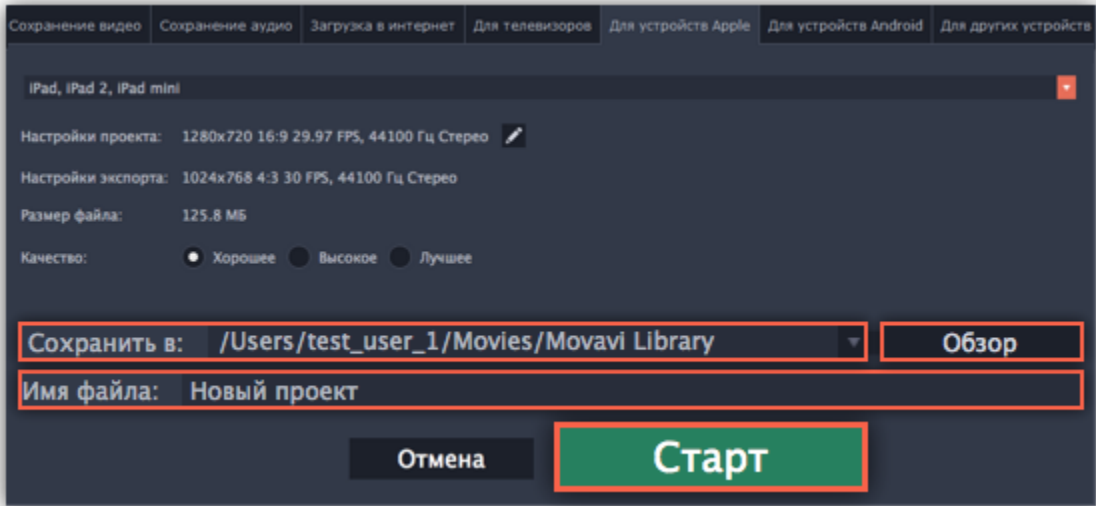 Сохранение видео Сохранение аудио Загрузка в интернет Для телевизоров Для устройств Apple Для устройств Android Для других устройств
iPad, iPad 2, iPad mini
Настройки проекта: 1280x720 16:9 29.97 FPS, 44100 Гц Стерео
Настройки экспорта: 1024x768 4:3 30 FPS, 44100 Гц Стерео
Размер файла: 125.8 МБ
Качество: Хорошее Высокое Лучшее
Сохранить в: /Users/test_user_1/Movies/Movavi Library Обзор
Имя файла: Новый проект
Отмена Старт